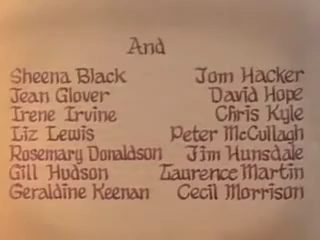 And
Sheena Black Tom Hacker
Jean Glover David Hope
Irene Irvine Chris Kyle
Liz Lewis Peter McCullagh
Rosemary Donaldson Jim Hunsdale
Gill Hudson Laurence Martin
Geraldine Keenan Cecil Morrison